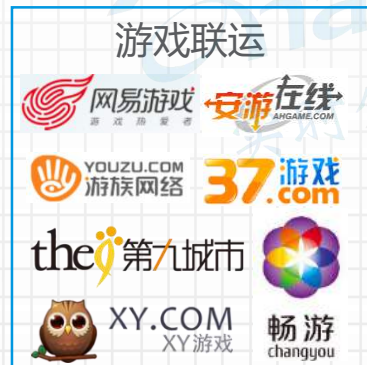 游戏联运
网易游戏
游戏热爱者
安游在线
AHGAME.COM
YOUZU.COM
游族网络
37游戏
.com
the9第九城市
XY.COM
XY游戏
畅游
changyou